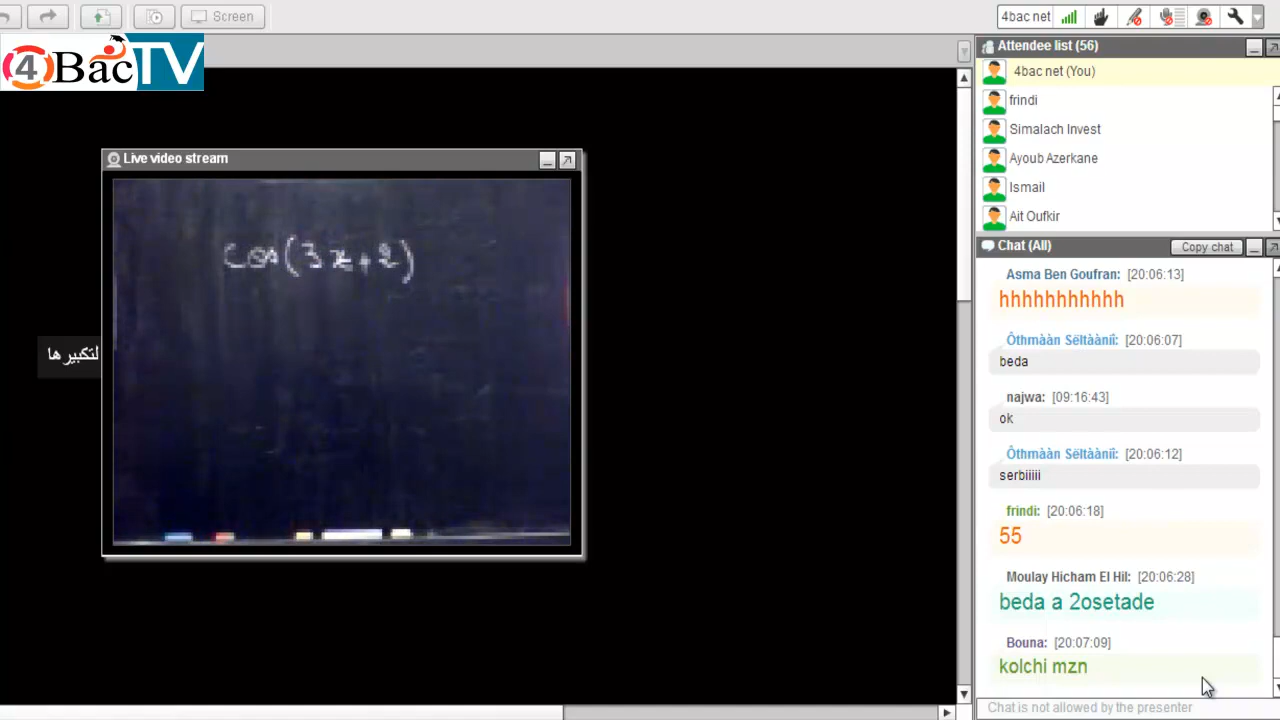 Screen
4bac net
4BacTV
Live video stream
cos(3x+2)
لتكبيرها
Attendee list (56)
4bac net (You)
frindi
Simalach Invest
Ayoub Azerkane
Ismail
Ait Oufkir
Chat (All)
Copy chat
Asma Ben Goufran: [20:06:13]
hhhhhhhhhhh
Ôthmààn Sëltààniî: [20:06:07]
beda
najwa: [09:16:43]
ok
Ôthmààn Sëltààniî: [20:06:12]
serbiiiii
frindi: [20:06:18]
55
Moulay Hicham El Hil: [20:06:28]
beda a 2osetade
Bouna: [20:07:09]
kolchi mzn
Chat is not allowed by the presenter